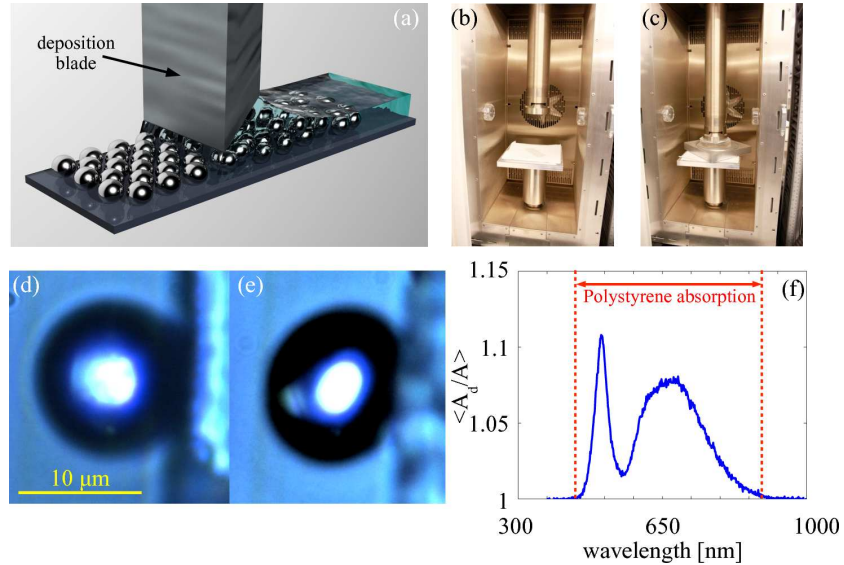 (a)
deposition
blade
(b)
(c)
(d)
10 μm
(e)
(f)
1.15
1.1
1.05
1
Polystyrene absorption
<A_d/A>
300
650
1000
wavelength [nm]